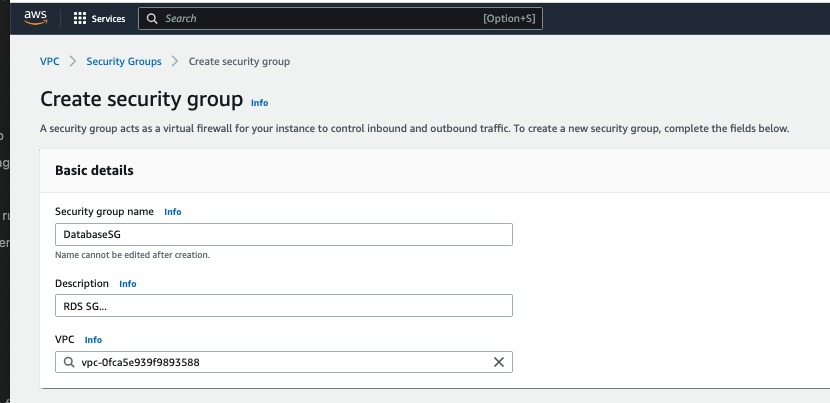 aws Services Search [Option+S]
VPC > Security Groups > Create security group
Create security group Info
A security group acts as a virtual firewall for your instance to control inbound and outbound traffic. To create a new security group, complete the fields below.
Basic details
Security group name Info
DatabaseSG
Name cannot be edited after creation.
Description Info
RDS SG...
VPC Info
vpc-0fca5e939f9893588